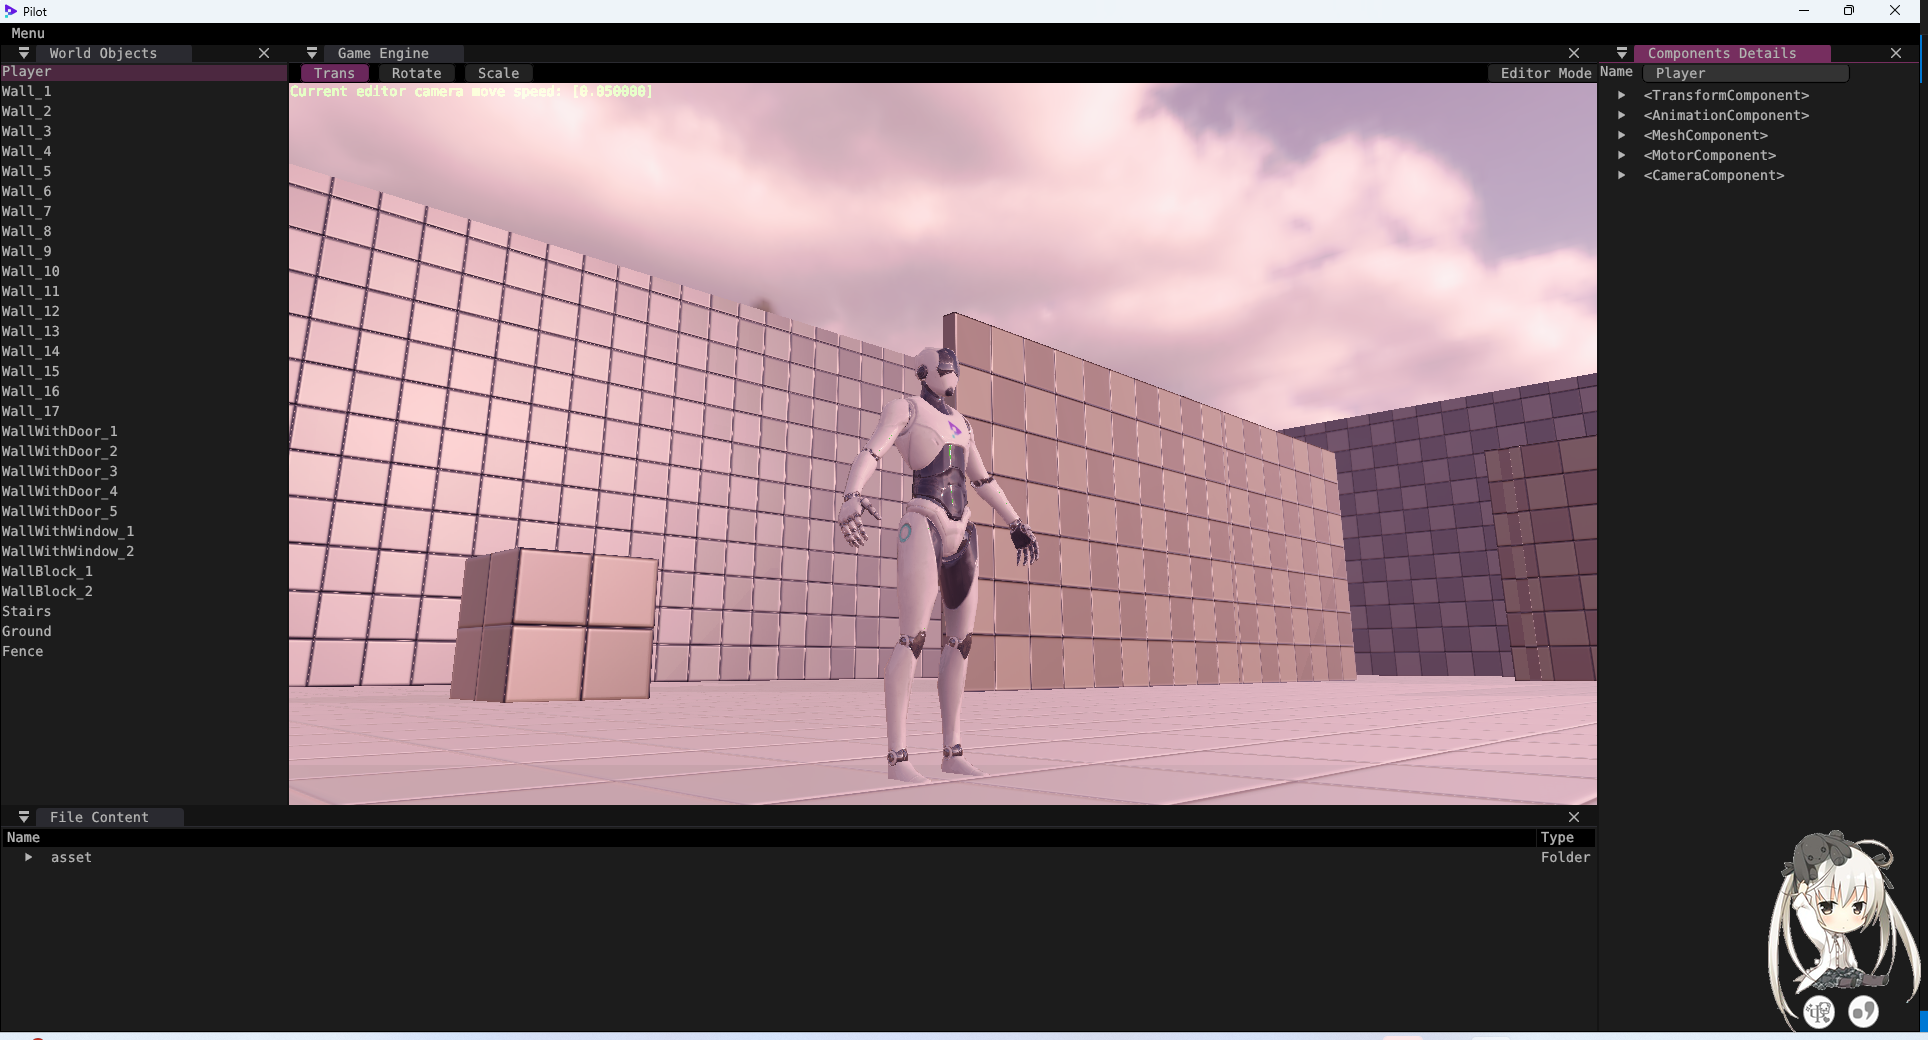 Pilot
Menu
World Objects
Game Engine
Components Details
Player
Trans Rotate Scale
Editor Mode
Name Player
Current editor camera move speed: [0.050000]
Wall_1
Wall_2
Wall_3
Wall_4
Wall_5
Wall_6
Wall_7
Wall_8
Wall_9
Wall_10
Wall_11
Wall_12
Wall_13
Wall_14
Wall_15
Wall_16
Wall_17
WallWithDoor_1
WallWithDoor_2
WallWithDoor_3
WallWithDoor_4
WallWithDoor_5
WallWithWindow_1
WallWithWindow_2
WallBlock_1
WallBlock_2
Stairs
Ground
Fence
<TransformComponent>
<AnimationComponent>
<MeshComponent>
<MotorComponent>
<CameraComponent>
File Content
Name Type
asset Folder